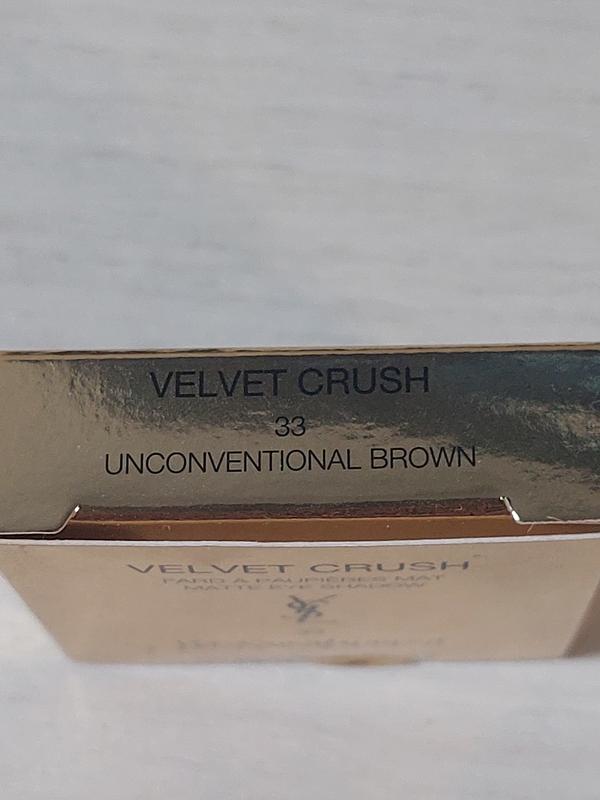 VELVET CRUSH
33
UNCONVENTIONAL BROWN
VELVET CRUSH
FARD À PAUPIÈRES MAT
MATTE EYE SHADOW